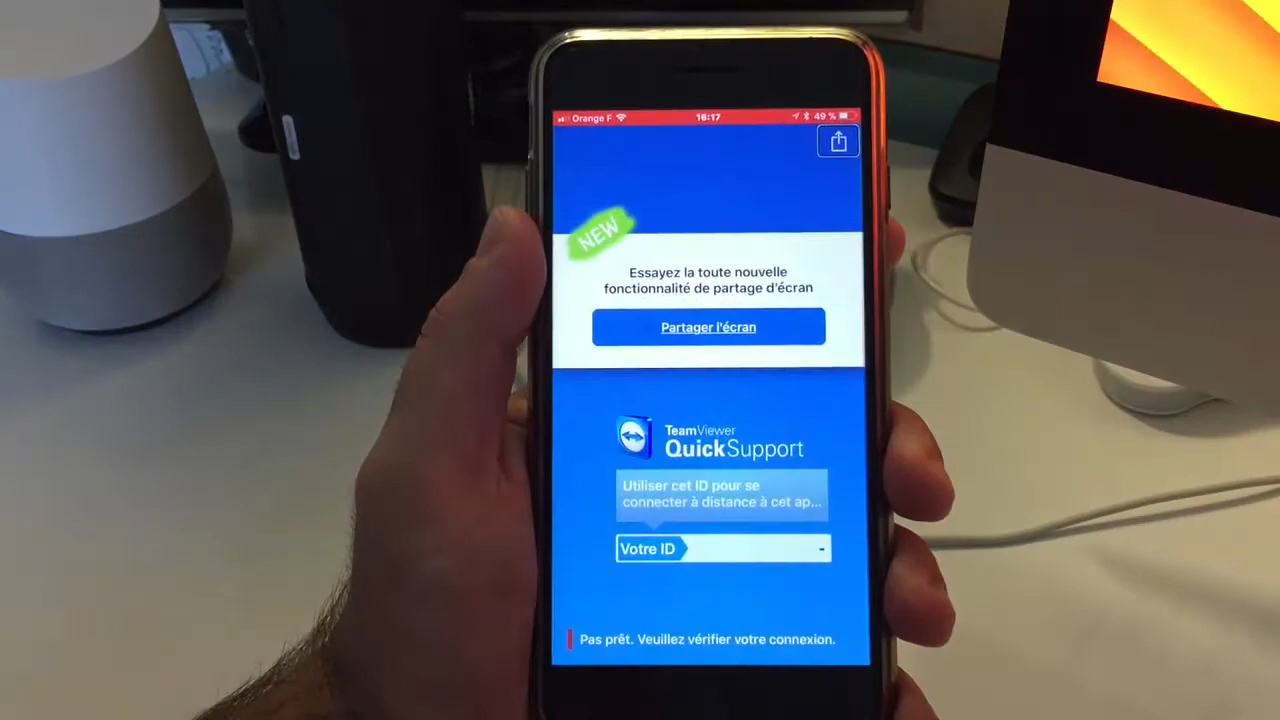 Orange F 16:17 49 %
NEW
Essayez la toute nouvelle
fonctionnalité de partage d'écran
Partager l'écran
TeamViewer
QuickSupport
Utiliser cet ID pour se
connecter à distance à cet ap...
Votre ID -
Pas prêt. Veuillez vérifier votre connexion.